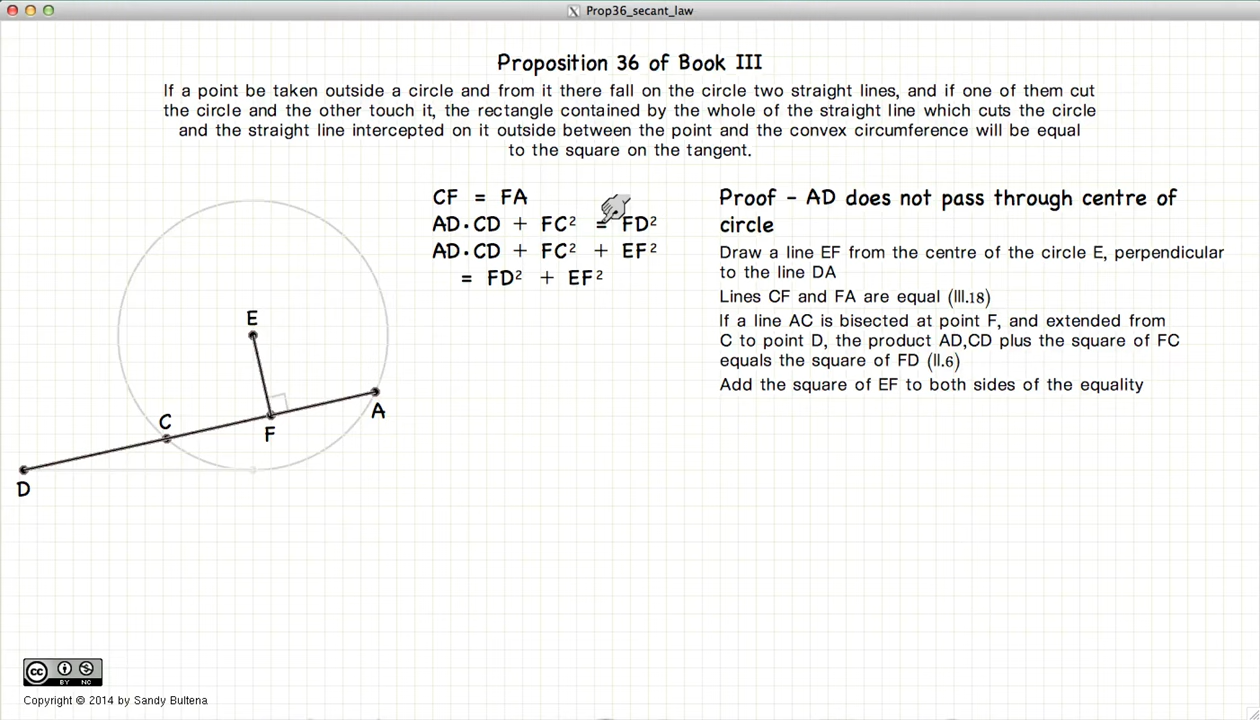 Prop36_secant_law
Proposition 36 of Book III
If a point be taken outside a circle and from it there fall on the circle two straight lines, and if one of them cut
the circle and the other touch it, the rectangle contained by the whole of the straight line which cuts the circle
and the straight line intercepted on it outside between the point and the convex circumference will be equal
to the square on the tangent.
CF = FA
AD·CD + FC² = FD²
AD·CD + FC² + EF²
= FD² + EF²
Proof - AD does not pass through centre of
circle
Draw a line EF from the centre of the circle E, perpendicular
to the line DA
Lines CF and FA are equal (III.18)
If a line AC is bisected at point F, and extended from
C to point D, the product AD,CD plus the square of FC
equals the square of FD (II.6)
Add the square of EF to both sides of the equality
E
C
F
A
D
cc
BY NC
Copyright © 2014 by Sandy Bultena